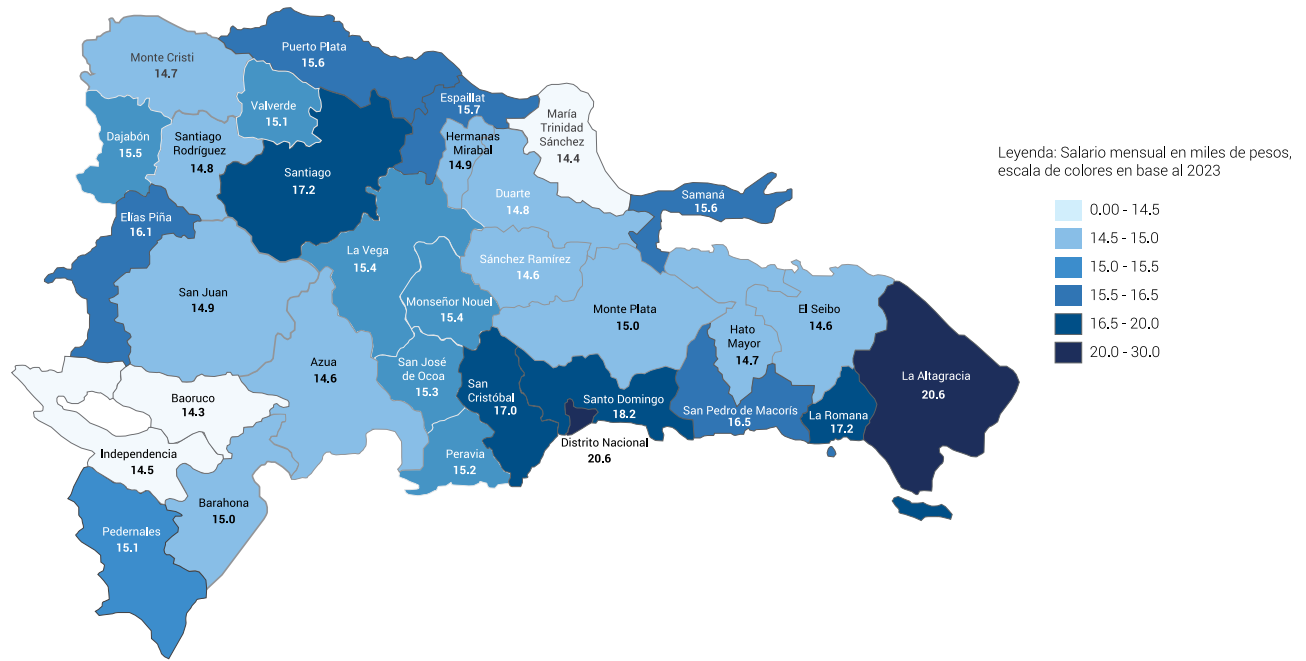 Puerto Plata
15.6
Monte Cristi
14.7
Espaillat
15.7
Valverde
15.1
María
Trinidad
Sánchez
14.4
Dajabón
15.5
Santiago
Rodríguez
14.8
Hermanas
Mirabal
14.9
Santiago
17.2
Duarte
14.8
Samaná
15.6
Elías Piña
16.1
La Vega
15.4
Sánchez Ramírez
14.6
San Juan
14.9
Monseñor Nouel
15.4
Monte Plata
15.0
El Seibo
14.6
Hato
Mayor
14.7
Azua
14.6
San José
de Ocoa
15.3
San
Cristóbal
17.0
Santo Domingo
18.2
San Pedro de Macorís
16.5
La Romana
17.2
La Altagracia
20.6
Baoruco
14.3
Distrito Nacional
20.6
Independencia
14.5
Peravia
15.2
Barahona
15.0
Pedernales
15.1
Leyenda: Salario mensual en miles de pesos,
escala de colores en base al 2023
0.00 - 14.5
14.5 - 15.0
15.0 - 15.5
15.5 - 16.5
16.5 - 20.0
20.0 - 30.0